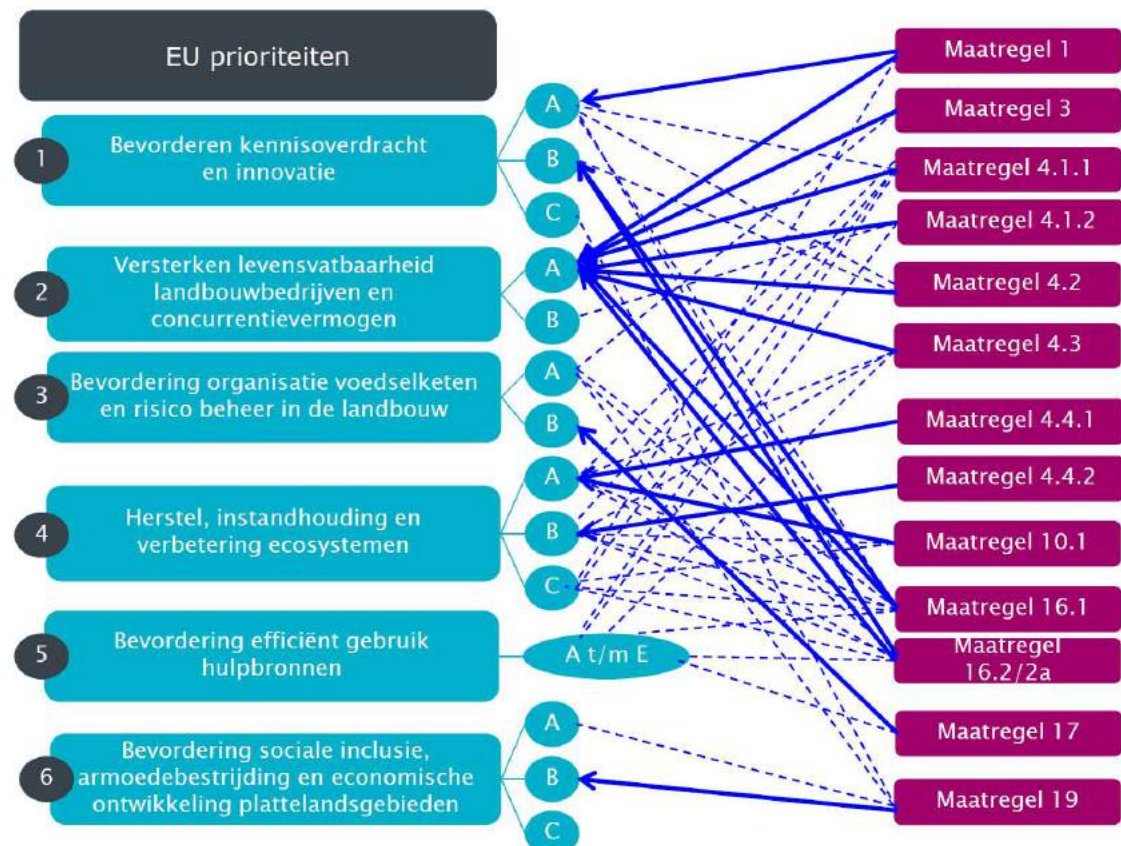 EU prioriteiten
1
Bevorderen kennisoverdracht
en innovatie
A
B
C
2
Versterken levensvatbaarheid
landbouwbedrijven en
concurrentievermogen
A
B
3
Bevordering organisatie voedselketen
en risico beheer in de landbouw
A
B
4
Herstel, instandhouding en
verbetering ecosystemen
A
B
C
5
Bevordering efficiënt gebruik
hulpbronnen
A t/m E
6
Bevordering sociale inclusie,
armoedebestrijding en economische
ontwikkeling plattelandsgebieden
A
B
C
Maatregel 1
Maatregel 3
Maatregel 4.1.1
Maatregel 4.1.2
Maatregel 4.2
Maatregel 4.3
Maatregel 4.4.1
Maatregel 4.4.2
Maatregel 10.1
Maatregel 16.1
Maatregel
16.2/2a
Maatregel 17
Maatregel 19